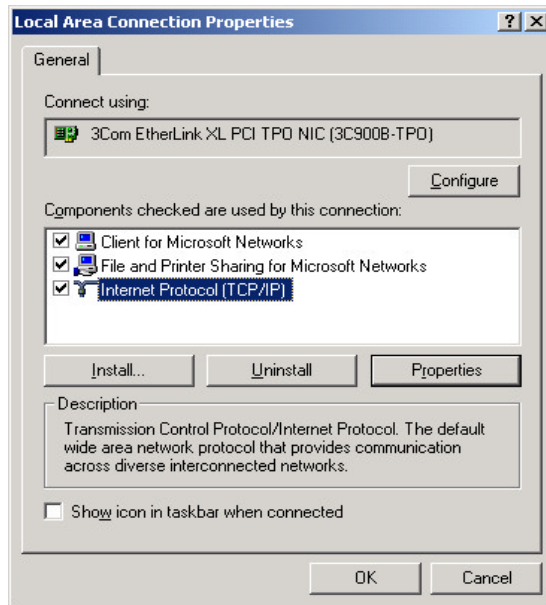 Local Area Connection Properties
General
Connect using:
3Com EtherLink XL PCI TPO NIC (3C900B-TPO)
Configure
Components checked are used by this connection:
Client for Microsoft Networks
File and Printer Sharing for Microsoft Networks
Internet Protocol (TCP/IP)
Install... Uninstall Properties
Description
Transmission Control Protocol/Internet Protocol. The default
wide area network protocol that provides communication
across diverse interconnected networks.
Show icon in taskbar when connected
OK Cancel